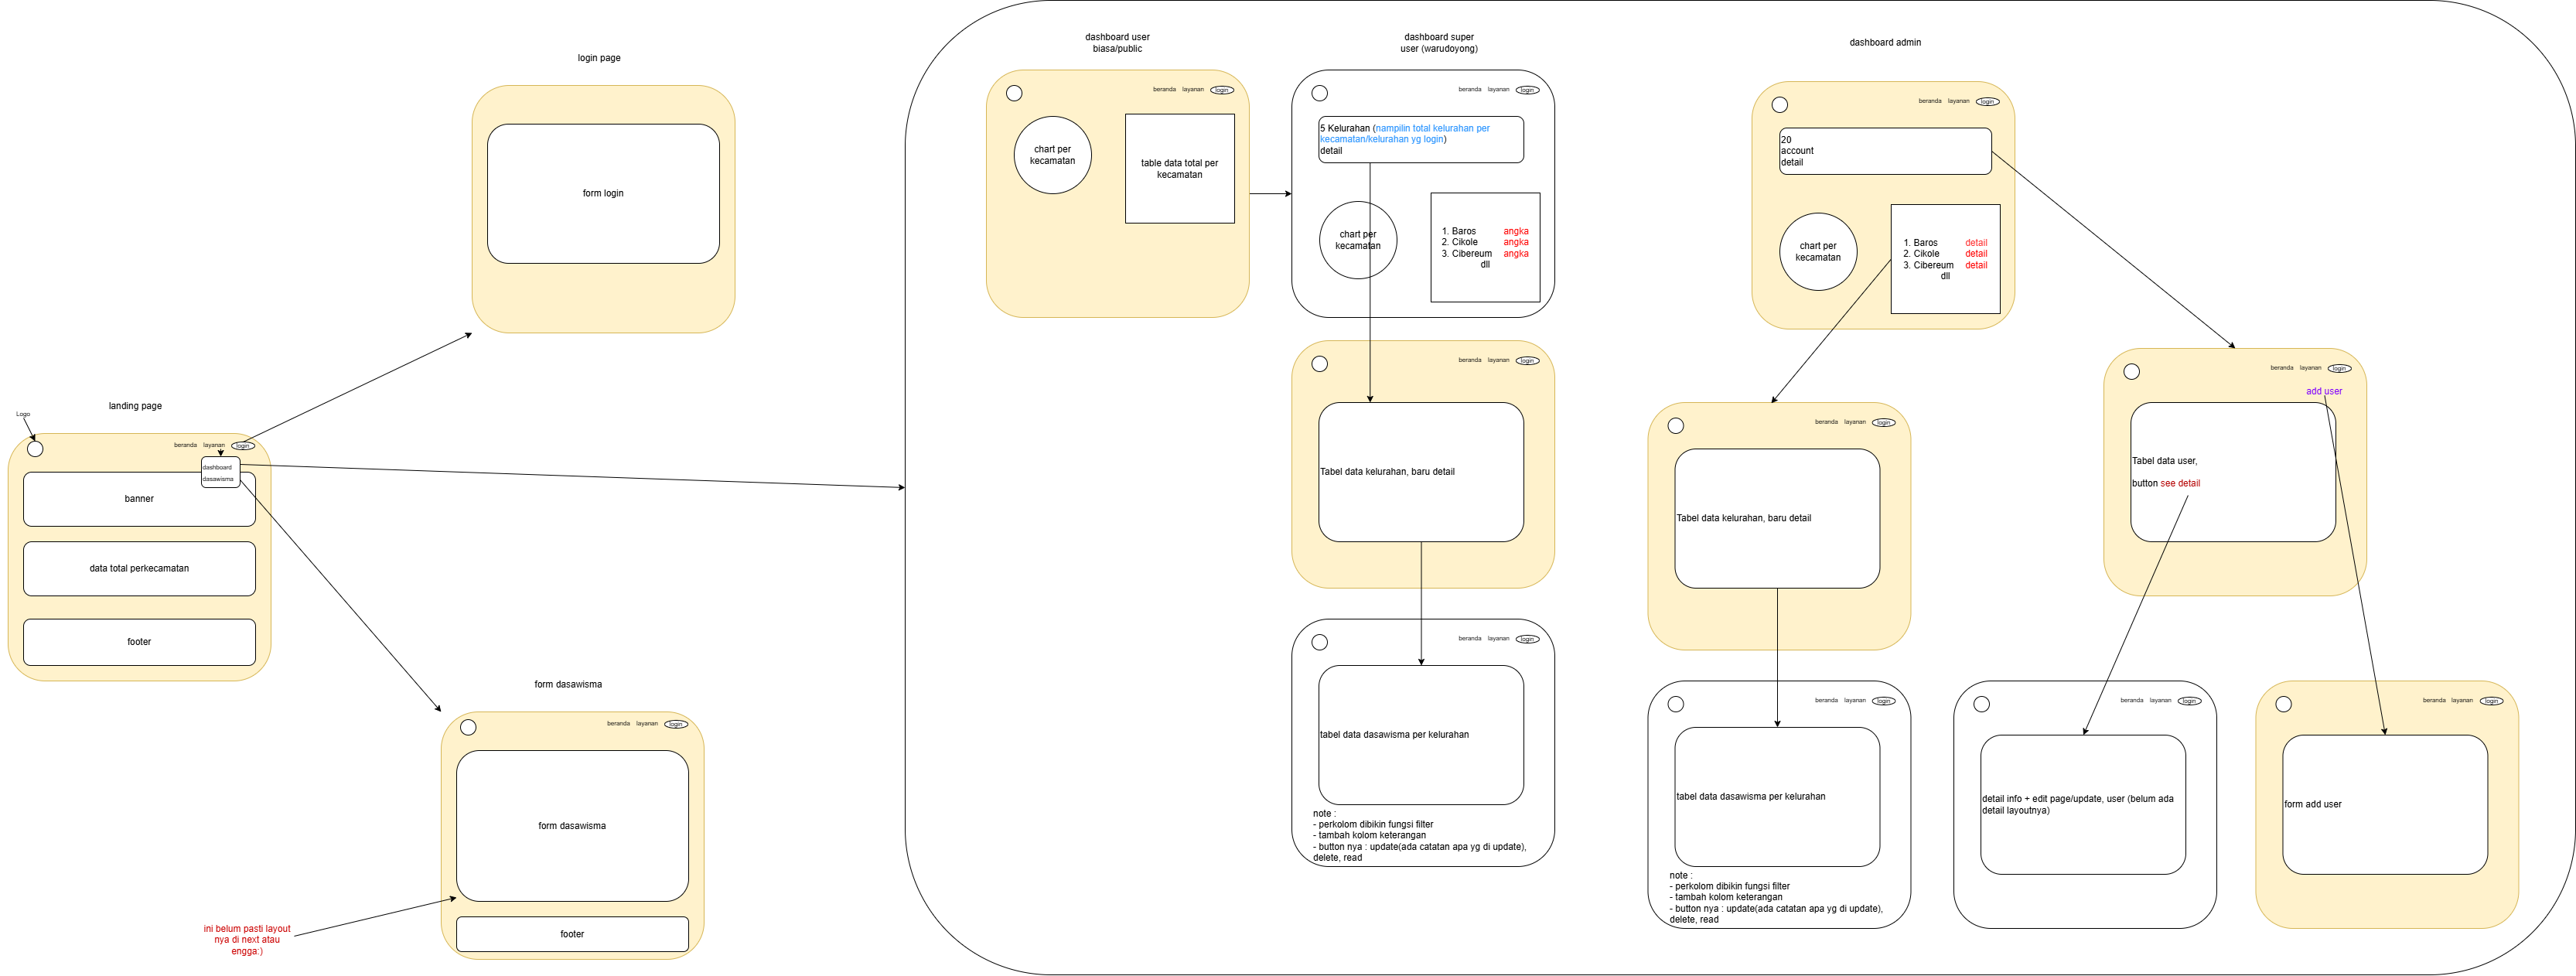 login page
form login
landing page
Logo
beranda layanan login
dashboard
dasawisma
banner
data total perkecamatan
footer
form dasawisma
beranda layanan login
form dasawisma
footer
ini belum pasti layout
nya di next atau
engga:)
dashboard user
biasa/public
beranda layanan login
chart per
kecamatan
table data total per
kecamatan
dashboard super
user (warudoyong)
beranda layanan login
5 Kelurahan (nampilin total kelurahan per
kecamatan/kelurahan yg login)
detail
chart per
kecamatan
1. Baros angka
2. Cikole angka
3. Cibereum angka
dll
beranda layanan login
Tabel data kelurahan, baru detail
beranda layanan login
tabel data dasawisma per kelurahan
note :
- perkolom dibikin fungsi filter
- tambah kolom keterangan
- button nya : update(ada catatan apa yg di update),
delete, read
dashboard admin
beranda layanan login
20
account
detail
chart per
kecamatan
1. Baros detail
2. Cikole detail
3. Cibereum detail
dll
beranda layanan login
Tabel data kelurahan, baru detail
beranda layanan login
tabel data dasawisma per kelurahan
note :
- perkolom dibikin fungsi filter
- tambah kolom keterangan
- button nya : update(ada catatan apa yg di update),
delete, read
beranda layanan login
add user
Tabel data user,
button see detail
beranda layanan login
detail info + edit page/update, user (belum ada
detail layoutnya)
beranda layanan login
form add user